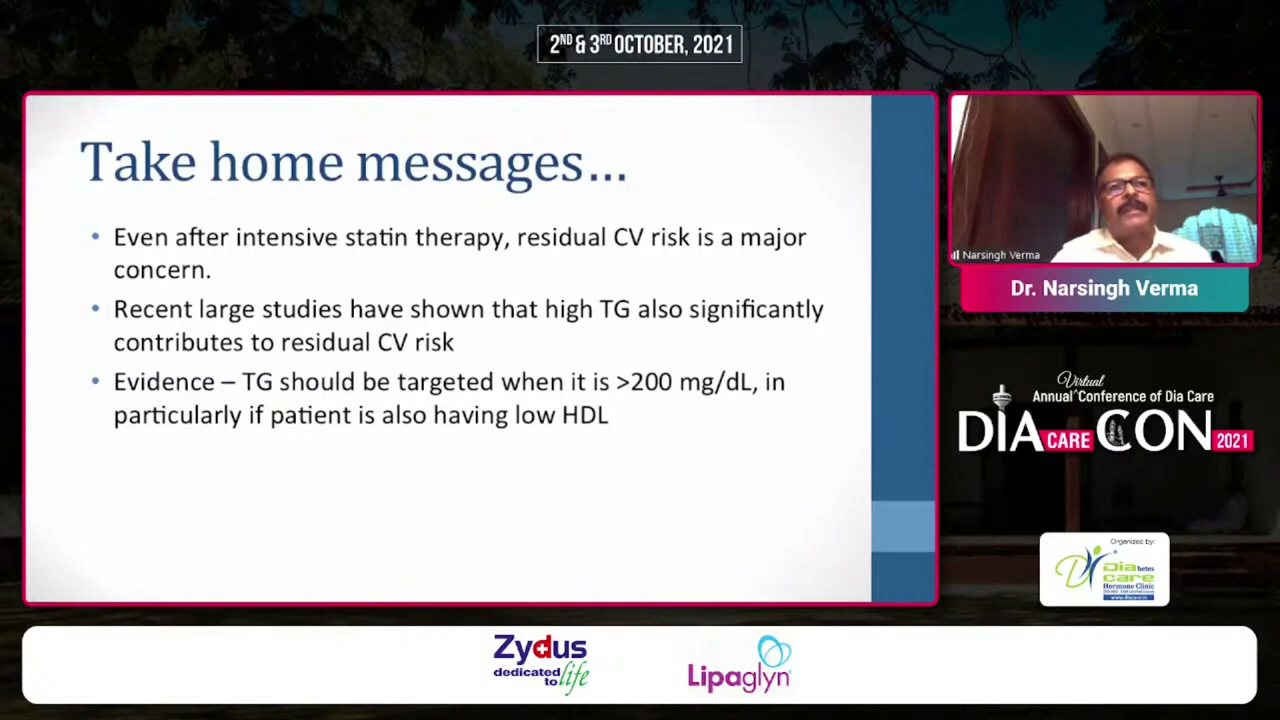 2ND & 3RD OCTOBER, 2021
Take home messages...
• Even after intensive statin therapy, residual CV risk is a major
concern.
• Recent large studies have shown that high TG also significantly
contributes to residual CV risk
• Evidence – TG should be targeted when it is >200 mg/dL, in
particularly if patient is also having low HDL
Narsingh Verma
Dr. Narsingh Verma
Virtual
Annual^Conference of Dia Care
DIA CARE CON 2021
Organized by:
Diabetes
care
Hormone Clinic
www.diacare.in
Zydus
dedicated
to life
Lipaglyn